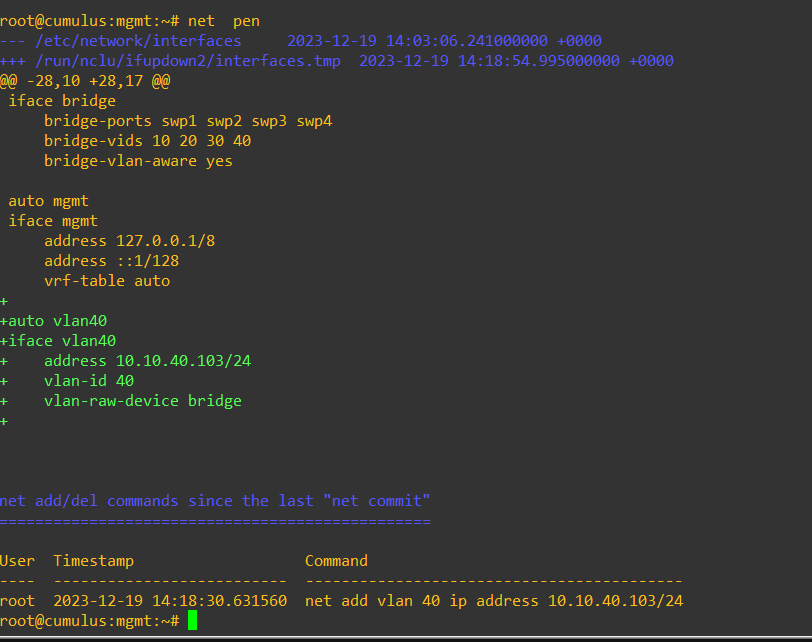 root@cumulus:mgmt:~# net  pen
--- /etc/network/interfaces     2023-12-19 14:03:06.241000000 +0000
+++ /run/nclu/ifupdown2/interfaces.tmp  2023-12-19 14:18:54.995000000 +0000
@@ -28,10 +28,17 @@
 iface bridge
     bridge-ports swp1 swp2 swp3 swp4
     bridge-vids 10 20 30 40
     bridge-vlan-aware yes

 auto mgmt
 iface mgmt
     address 127.0.0.1/8
     address ::1/128
     vrf-table auto
+
+auto vlan40
+iface vlan40
+    address 10.10.40.103/24
+    vlan-id 40
+    vlan-raw-device bridge
+

net add/del commands since the last "net commit"
================================================

User  Timestamp                   Command
----  --------------------------  ------------------------------------------
root  2023-12-19 14:18:30.631560  net add vlan 40 ip address 10.10.40.103/24
root@cumulus:mgmt:~#